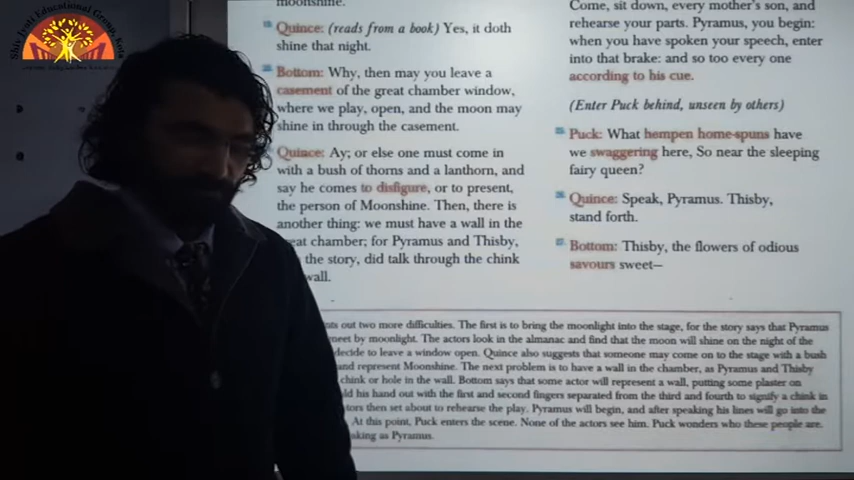 Shiv Jyoti Educational Group, Kota
moonshine.
Quince: (reads from a book) Yes, it doth
shine that night.
Bottom: Why, then may you leave a
casement of the great chamber window,
where we play, open, and the moon may
shine in through the casement.
Quince: Ay; or else one must come in
with a bush of thorns and a lanthorn, and
say he comes to disfigure, or to present,
the person of Moonshine. Then, there is
another thing: we must have a wall in the
great chamber; for Pyramus and Thisby,
the story, did talk through the chink
wall.
Come, sit down, every mother's son, and
rehearse your parts. Pyramus, you begin:
when you have spoken your speech, enter
into that brake: and so too every one
according to his cue.
(Enter Puck behind, unseen by others)
Puck: What hempen home-spuns have
we swaggering here, So near the sleeping
fairy queen?
Quince: Speak, Pyramus. Thisby,
stand forth.
Bottom: Thisby, the flowers of odious
savours sweet—
out two more difficulties. The first is to bring the moonlight into the stage, for the story says that Pyramus
by moonlight. The actors look in the almanac and find that the moon will shine on the night of the
decide to leave a window open. Quince also suggests that someone may come on to the stage with a bush
and represent Moonshine. The next problem is to have a wall in the chamber, as Pyramus and Thisby
chink or hole in the wall. Bottom says that some actor will represent a wall, putting some plaster on
his hand out with the first and second fingers separated from the third and fourth to signify a chink in
then set about to rehearse the play. Pyramus will begin, and after speaking his lines will go into the
At this point, Puck enters the scene. None of the actors see him. Puck wonders who these people are.
as Pyramus.